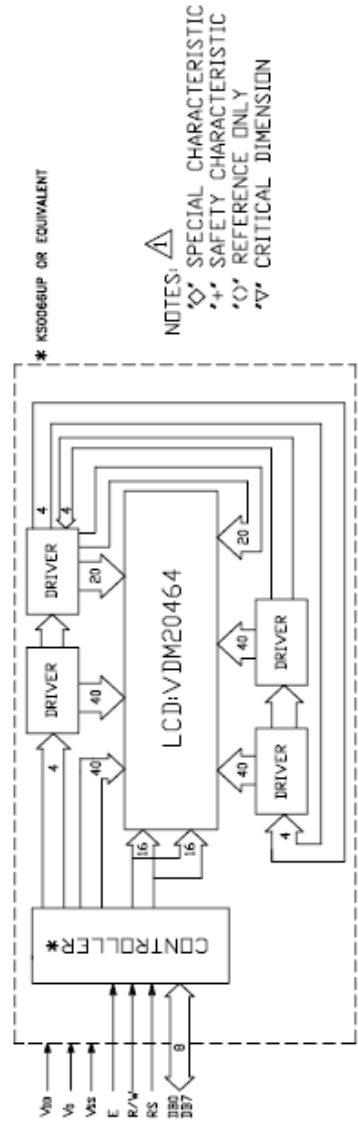 * KS0066UP OR EQUIVALENT
NOTES: 1
"◇" SPECIAL CHARACTERISTIC
"+" SAFETY CHARACTERISTIC
"<>" REFERENCE ONLY
"▽" CRITICAL DIMENSION
VDD
V0
VSS
E
R/W
RS
DB0
DB7
8
CONTROLLER*
4
40
16
16
DRIVER
40
DRIVER
20
4
4
LCD:VDM20464
20
40
40
4
DRIVER
DRIVER